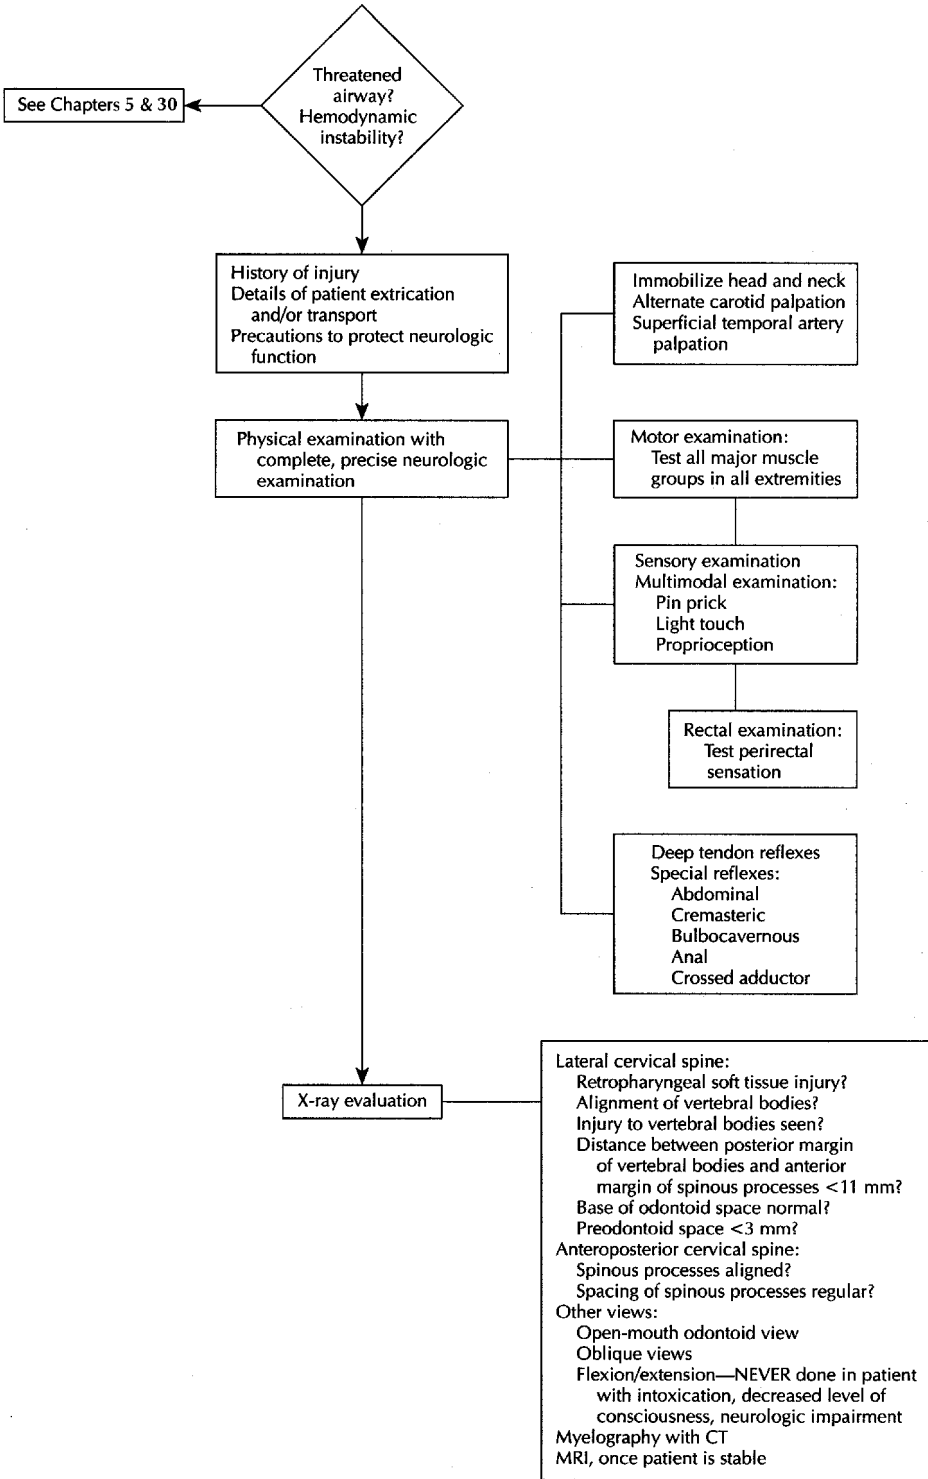 Threatened
airway?
Hemodynamic
instability?
See Chapters 5 & 30
History of injury
Details of patient extrication
and/or transport
Precautions to protect neurologic
function
Immobilize head and neck
Alternate carotid palpation
Superficial temporal artery
palpation
Physical examination with
complete, precise neurologic
examination
Motor examination:
Test all major muscle
groups in all extremities
Sensory examination
Multimodal examination:
Pin prick
Light touch
Proprioception
Rectal examination:
Test perirectal
sensation
Deep tendon reflexes
Special reflexes:
Abdominal
Cremasteric
Bulbocavernous
Anal
Crossed adductor
X-ray evaluation
Lateral cervical spine:
Retropharyngeal soft tissue injury?
Alignment of vertebral bodies?
Injury to vertebral bodies seen?
Distance between posterior margin
of vertebral bodies and anterior
margin of spinous processes <11 mm?
Base of odontoid space normal?
Preodontoid space <3 mm?
Anteroposterior cervical spine:
Spinous processes aligned?
Spacing of spinous processes regular?
Other views:
Open-mouth odontoid view
Oblique views
Flexion/extension—NEVER done in patient
with intoxication, decreased level of
consciousness, neurologic impairment
Myelography with CT
MRI, once patient is stable